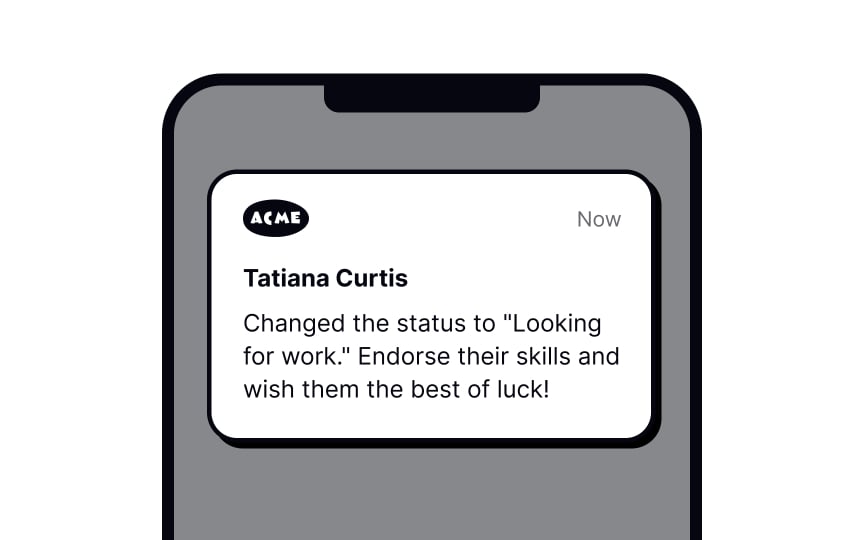 ACME
Now
Tatiana Curtis
Changed the status to "Looking
for work." Endorse their skills and
wish them the best of luck!